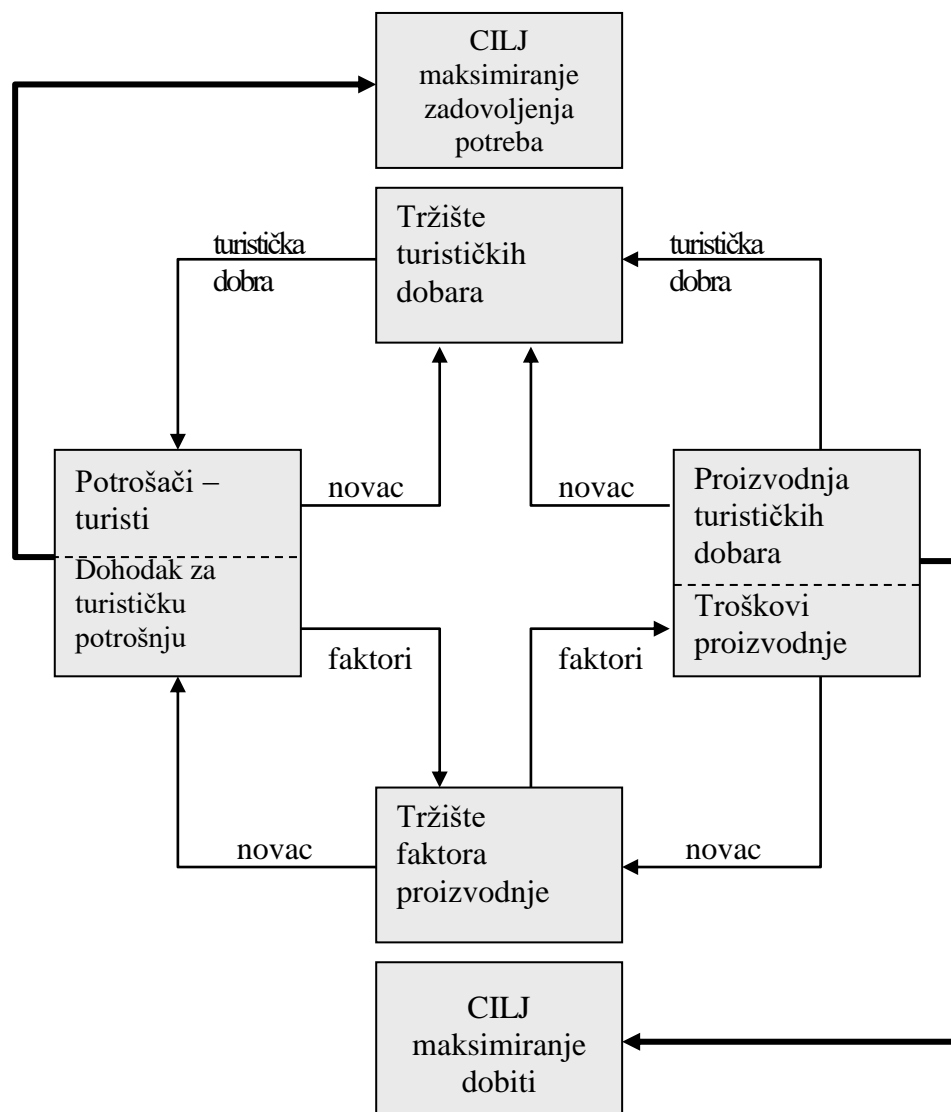 CILJ
maksimiranje
zadovoljenja
potreba
Tržište
turističkih
dobara
turistička
dobra
turistička
dobra
Potrošači –
turisti
Dohodak za
turističku
potrošnju
novac
novac
Proizvodnja
turističkih
dobara
Troškovi
proizvodnje
faktori
faktori
Tržište
faktora
proizvodnje
novac
novac
CILJ
maksimiranje
dobiti